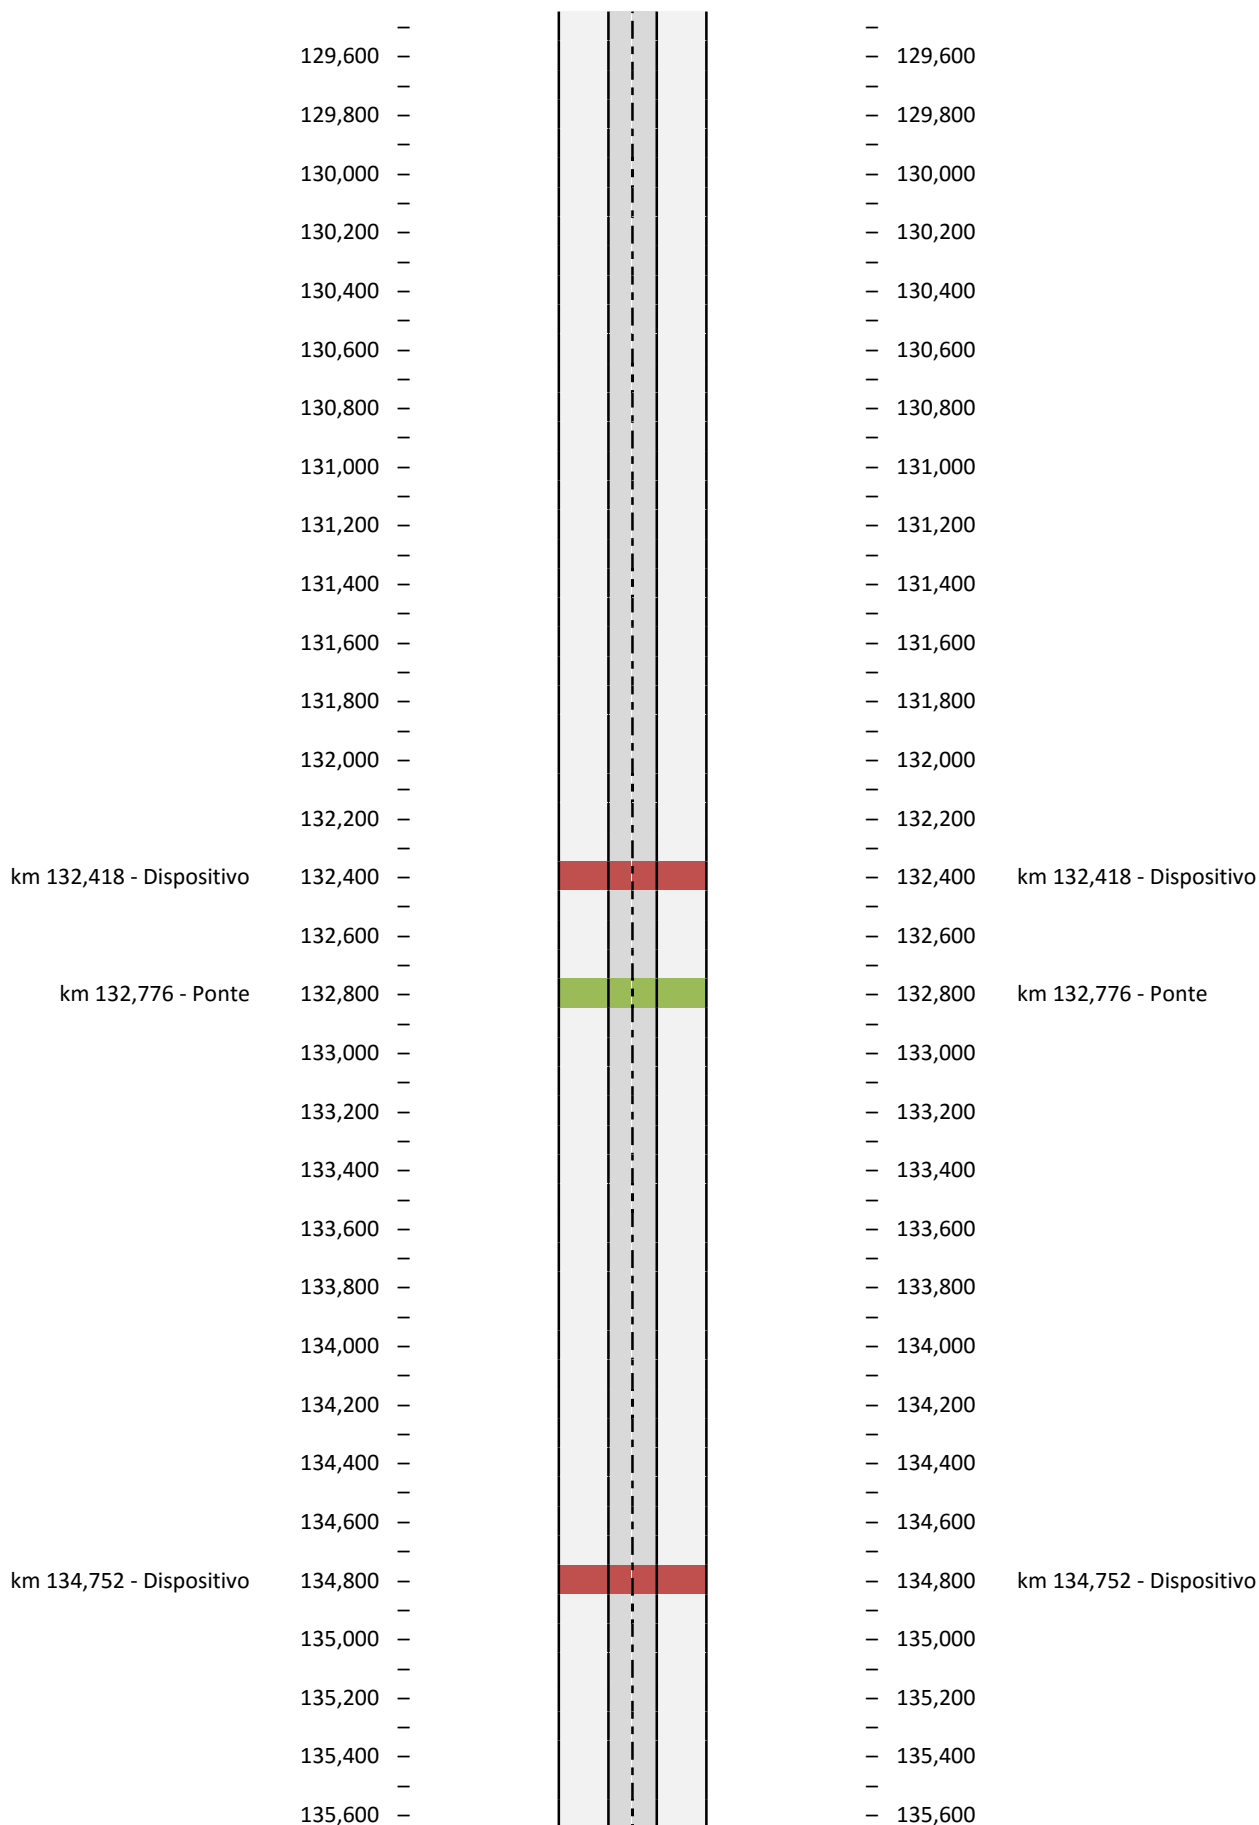 129,600 – – 129,600
129,800 – – 129,800
130,000 – – 130,000
130,200 – – 130,200
130,400 – – 130,400
130,600 – – 130,600
130,800 – – 130,800
131,000 – – 131,000
131,200 – – 131,200
131,400 – – 131,400
131,600 – – 131,600
131,800 – – 131,800
132,000 – – 132,000
132,200 – – 132,200
km 132,418 - Dispositivo 132,400 – – 132,400 km 132,418 - Dispositivo
132,600 – – 132,600
km 132,776 - Ponte 132,800 – – 132,800 km 132,776 - Ponte
133,000 – – 133,000
133,200 – – 133,200
133,400 – – 133,400
133,600 – – 133,600
133,800 – – 133,800
134,000 – – 134,000
134,200 – – 134,200
134,400 – – 134,400
134,600 – – 134,600
km 134,752 - Dispositivo 134,800 – – 134,800 km 134,752 - Dispositivo
135,000 – – 135,000
135,200 – – 135,200
135,400 – – 135,400
135,600 – – 135,600